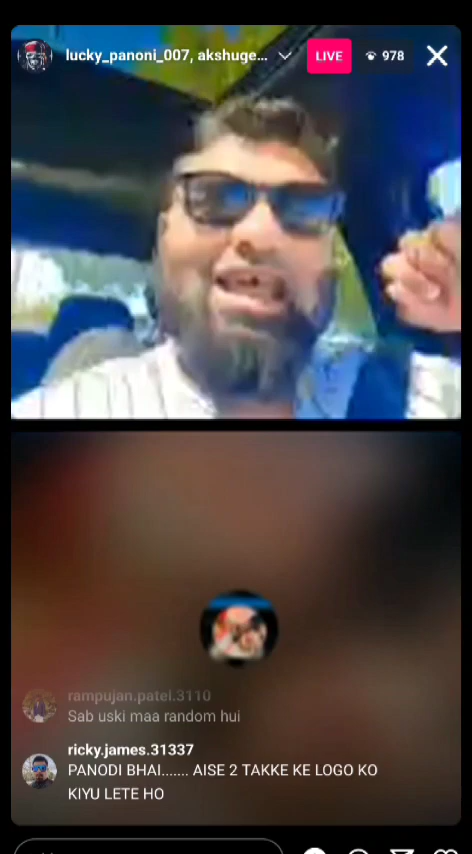 lucky_panoni_007, akshuge...
LIVE
978
rampujan.patel.3110
Sab uski maa random hui
ricky.james.31337
PANODI BHAI....... AISE 2 TAKKE KE LOGO KO
KIYU LETE HO